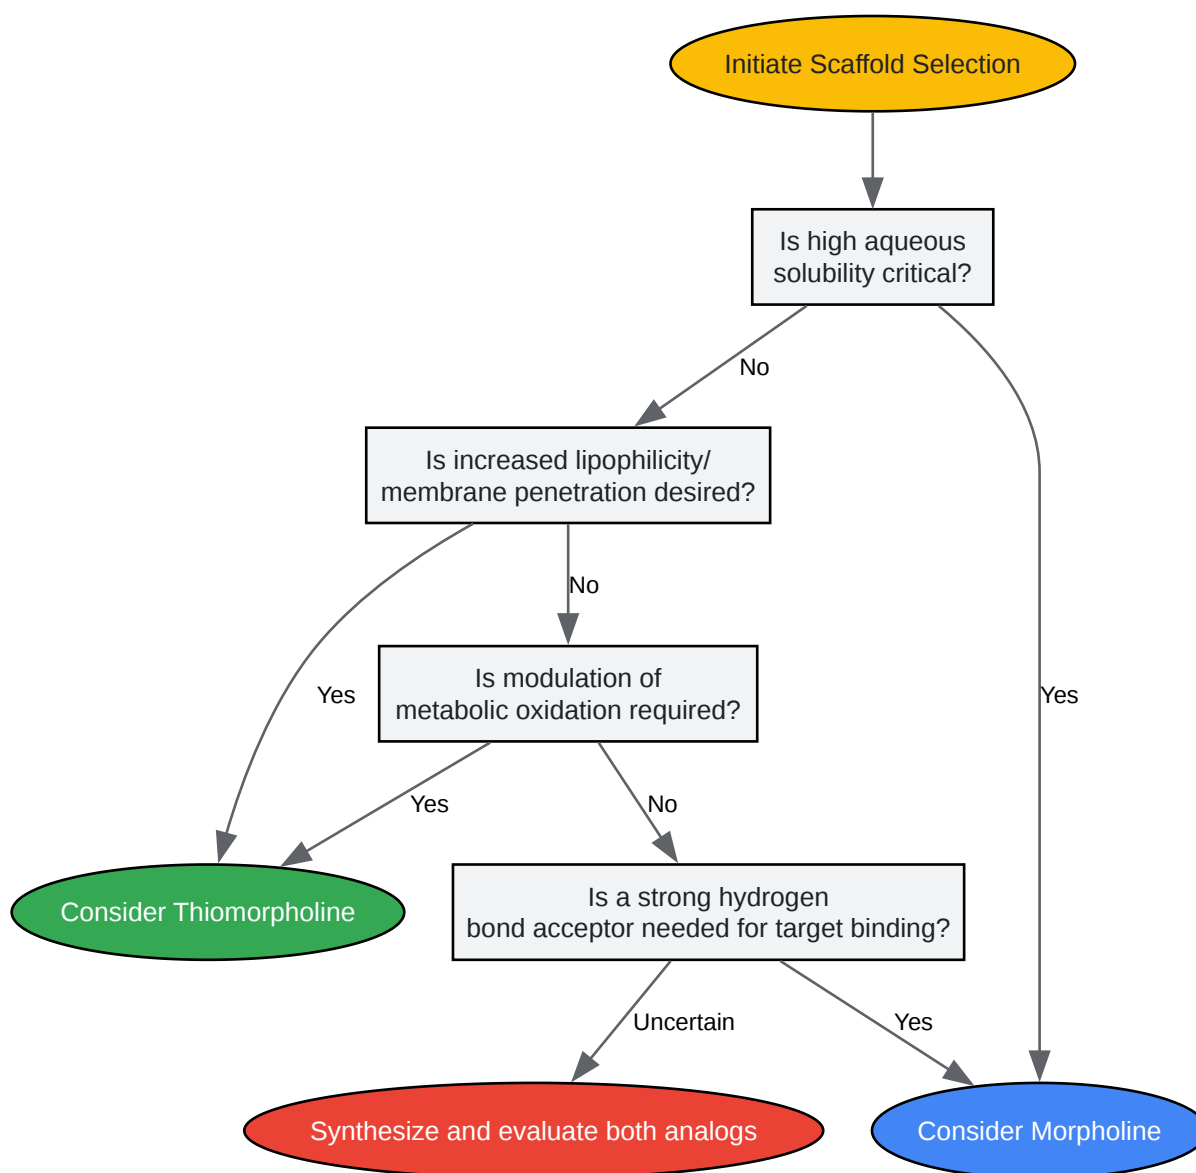 Initiate Scaffold Selection
Is high aqueous
solubility critical?
No
Is increased lipophilicity/
membrane penetration desired?
No
Is modulation of
metabolic oxidation required?
Yes
Yes
Yes
No
Is a strong hydrogen
bond acceptor needed for target binding?
Consider Thiomorpholine
Uncertain
Yes
Synthesize and evaluate both analogs
Consider Morpholine